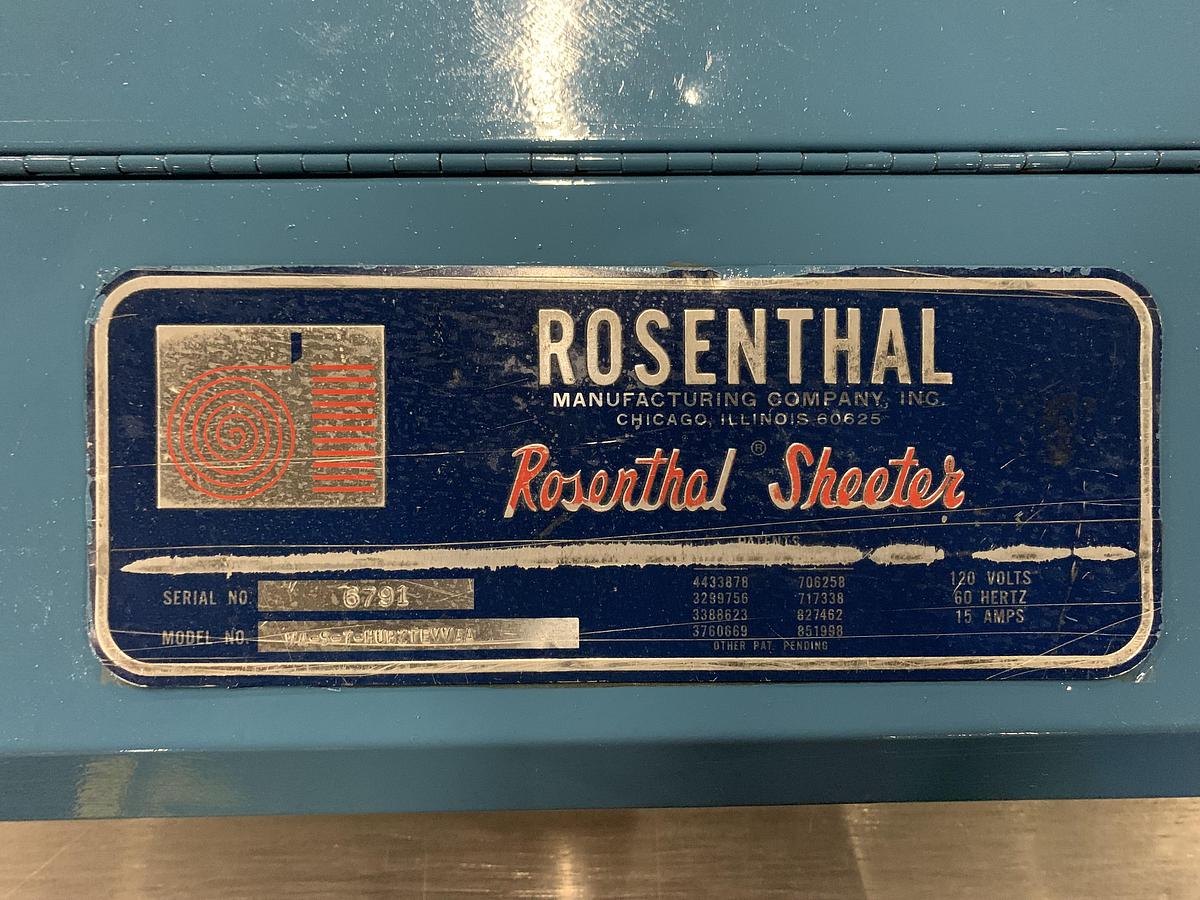 ROSENTHAL
MANUFACTURING COMPANY, INC.
CHICAGO, ILLINOIS 60625
Rosenthal ® Sheeter
PATENTS
4433878 706258
3299756 717338
3388623 827462
3760669 851998
OTHER PAT. PENDING
120 VOLTS
60 HERTZ
15 AMPS
SERIAL NO. 6791
MODEL NO.